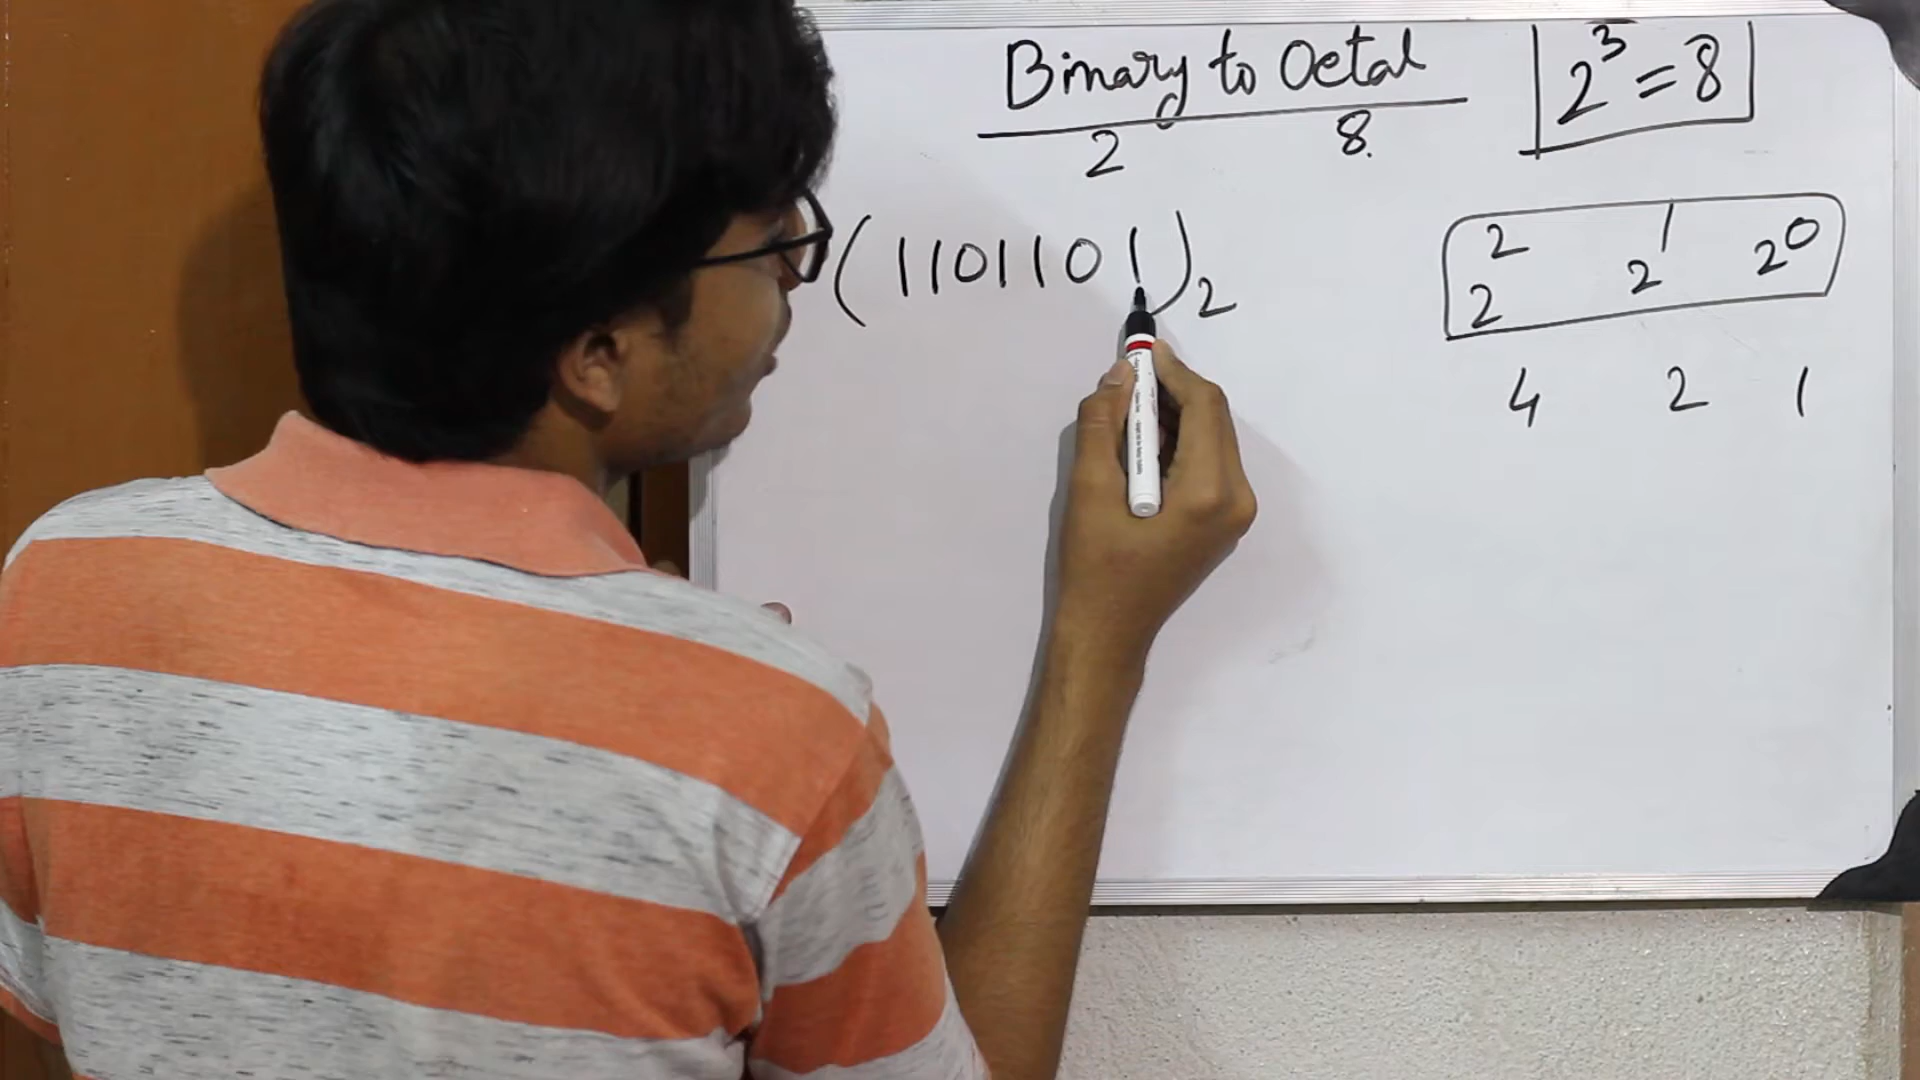 Binary to Octal
2 8.
2³ = 8
(1101101)₂
2² 2¹ 2⁰
4 2 1